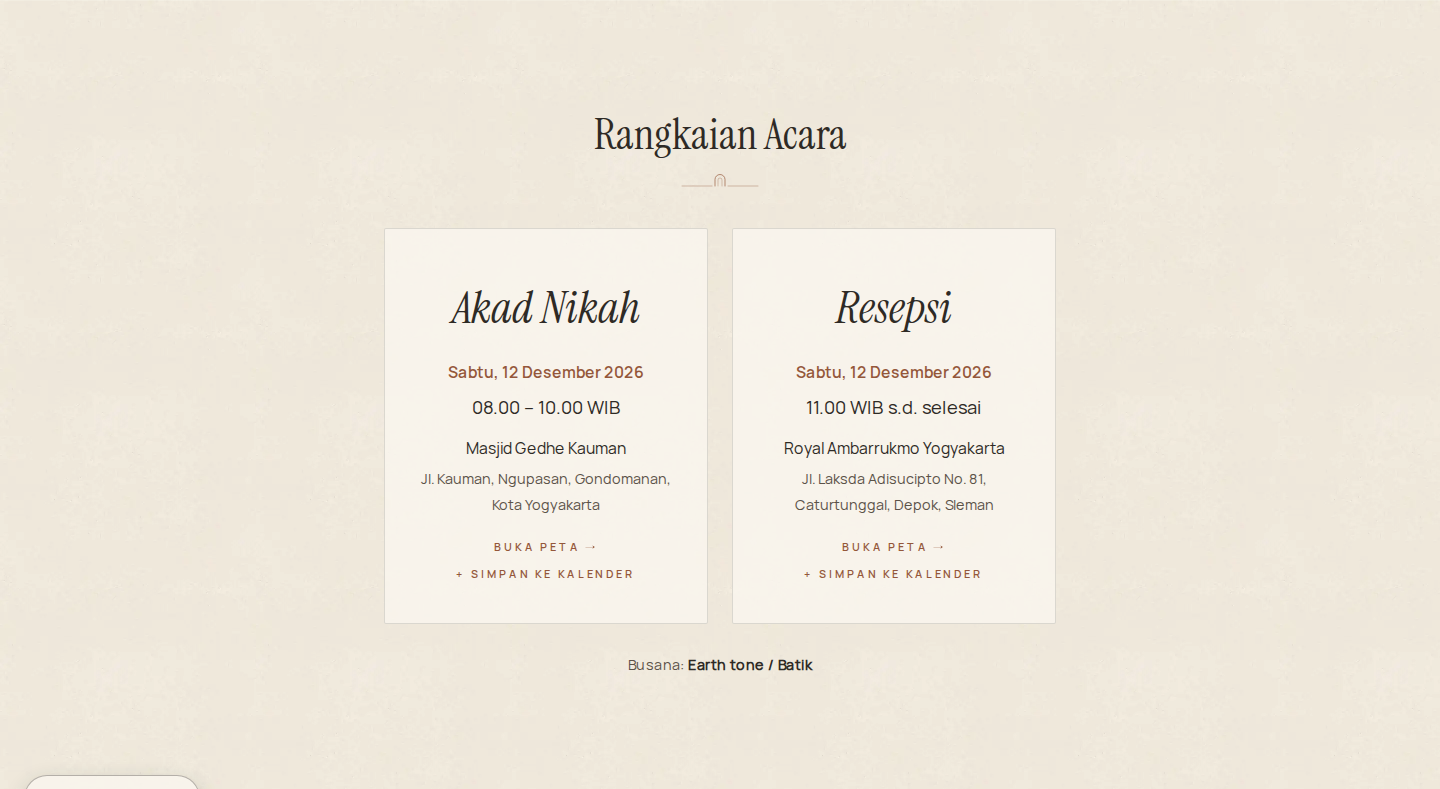 Rangkaian Acara
Akad Nikah
Sabtu, 12 Desember 2026
08.00 – 10.00 WIB
Masjid Gedhe Kauman
Jl. Kauman, Ngupasan, Gondomanan,
Kota Yogyakarta
BUKA PETA →
+ SIMPAN KE KALENDER
Resepsi
Sabtu, 12 Desember 2026
11.00 WIB s.d. selesai
Royal Ambarrukmo Yogyakarta
Jl. Laksda Adisucipto No. 81,
Caturtunggal, Depok, Sleman
BUKA PETA →
+ SIMPAN KE KALENDER
Busana: Earth tone / Batik